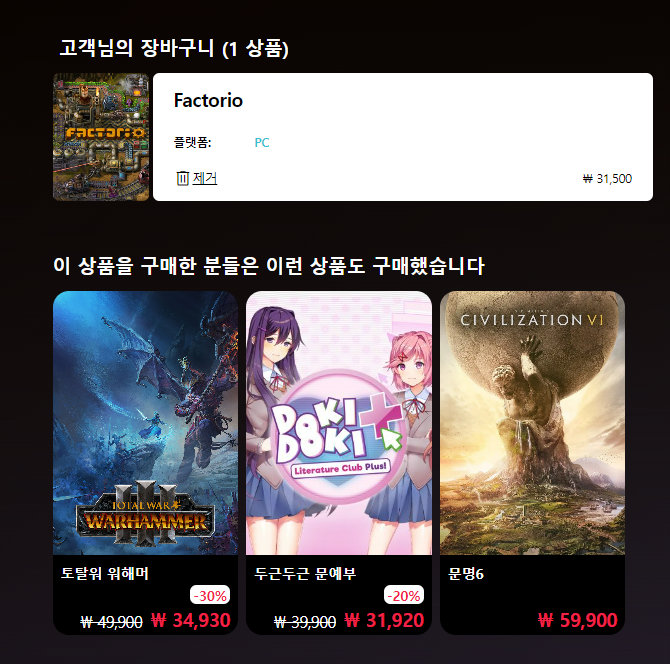 고객님의 장바구니 (1 상품)
FACTORIO
Factorio
플랫폼:
PC
제거
₩ 31,500
이 상품을 구매한 분들은 이런 상품도 구매했습니다
TOTAL WAR
WARHAMMER
III
DOKI
DOKI
Literature Club Plus!
CIVILIZATION VI
토탈워 워해머
-30%
₩ 49,900 ₩ 34,930
두근두근 문예부
-20%
₩ 39,900 ₩ 31,920
문명6
₩ 59,900